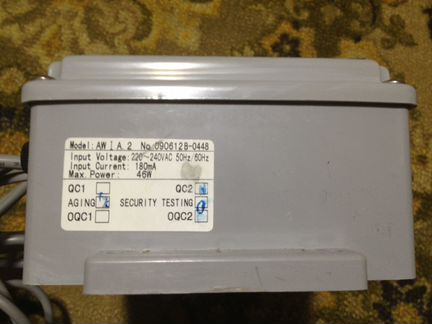 Model: AW I A 2 No.090612B-0448
Input Voltage: 220~240VAC 50Hz/60Hz
Input Current: 180mA
Max. Power: 46W
QC1 QC2
AGING SECURITY TESTING
OQC1 OQC2